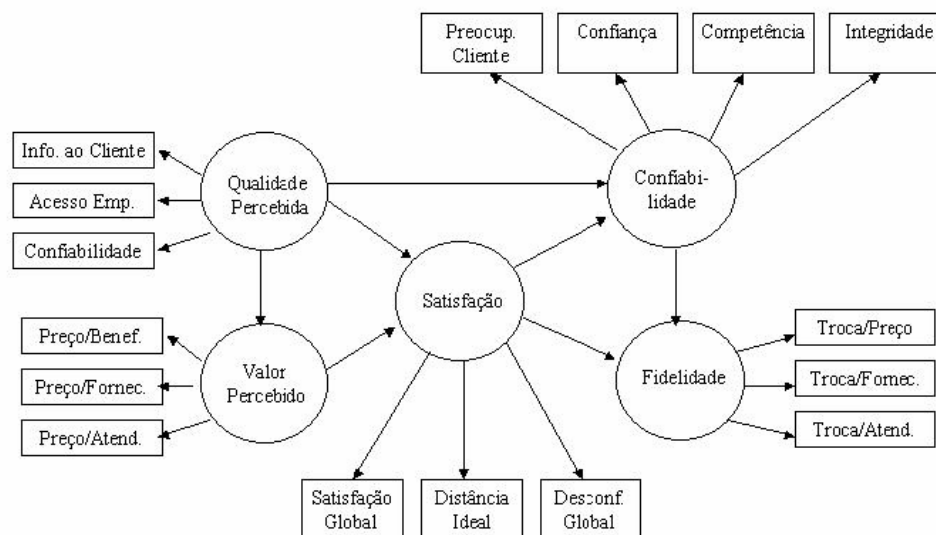 Preocup.
Cliente
Confiança
Competência
Integridade
Info. ao Cliente
Acesso Emp.
Confiabilidade
Qualidade
Percebida
Confiabi-
lidade
Satisfação
Preço/Benef.
Preço/Fornec.
Preço/Atend.
Valor
Percebido
Fidelidade
Troca/Preço
Troca/Fornec.
Troca/Atend.
Satisfação
Global
Distância
Ideal
Desconf.
Global